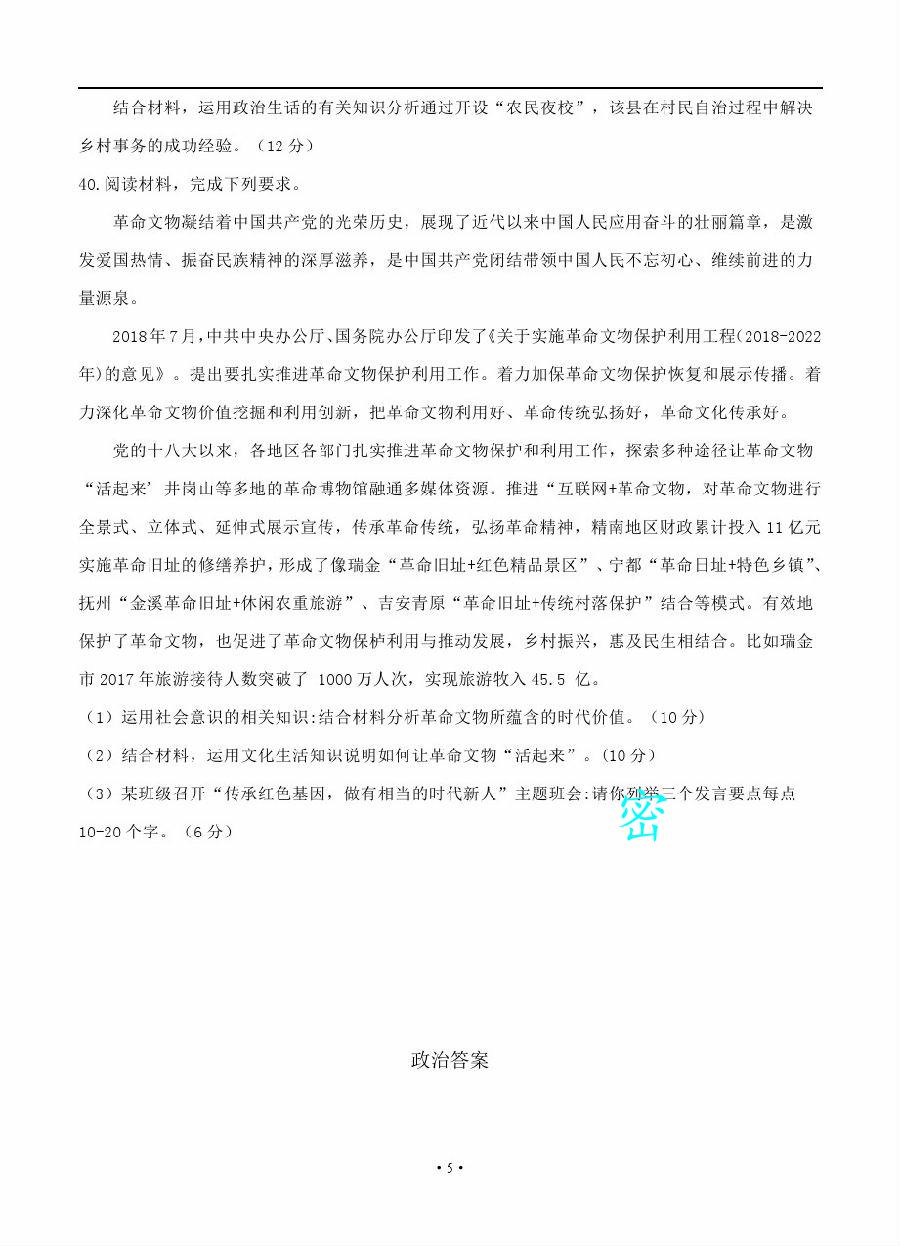 结合材料，运用政治生活的有关知识分析通过开设“农民夜校”，该县在村民自治过程中解决
乡村事务的成功经验。（12 分）
40.阅读材料，完成下列要求。
革命文物凝结着中国共产党的光荣历史，展现了近代以来中国人民应用奋斗的壮丽篇章，是激
发爱国热情、振奋民族精神的深厚滋养，是中国共产党闭结带领中国人民不忘初心、维续前进的力
量源泉。
2018年７月,中共中央办公厅、国务院办公厅印发了《关于实施革命文物保护利用工程(2018-2022
年)的意见》。提出要扎实推进革命文物保护利用工作。着力加保革命文物保护恢复和展示传播。着
力深化革命文物价值挖掘和利用创新，把革命文物利用好、革命传统弘扬好，革命文化传承好。
党的十八大以来，各地区各部门扎实推进革命文物保护和利用工作，探索多种途径让革命文物
“活起来’井岗山等多地的革命博物馆融通多媒体资源．推进“互联网+革命文物，对革命文物进行
全景式、立体式、延伸式展示宣传，传承革命传统，弘扬革命精神，精南地区财政累计投入 11 亿元
实施革命旧址的修缮养护,形成了像瑞金“革命旧址+红色精品景区”、宁都“革命日址+特色乡镇”、
抚州“金溪革命旧址+休闲农重旅游”、吉安青原“革命旧址+传统村落保护”结合等模式。有效地
保护了革命文物，也促进了革命文物保栌利用与推动发展，乡村振兴，惠及民生相结合。比如瑞金
市 2017 年旅游接待人数突破了 1000 万人次，实现旅游牧入 45.5 亿。
（1）运用社会意识的相关知识:结合材料分析革命文物所蕴含的时代价值。（10 分)
（2）结合材料，运用文化生活知识说明如何让革命文物“活起来”。(10 分）
（3）某班级召开“传承红色基因，做有相当的时代新人”主题班会:请你列举三个发言要点每点
10-20 个字。（6 分）
密
政治答案
·5·